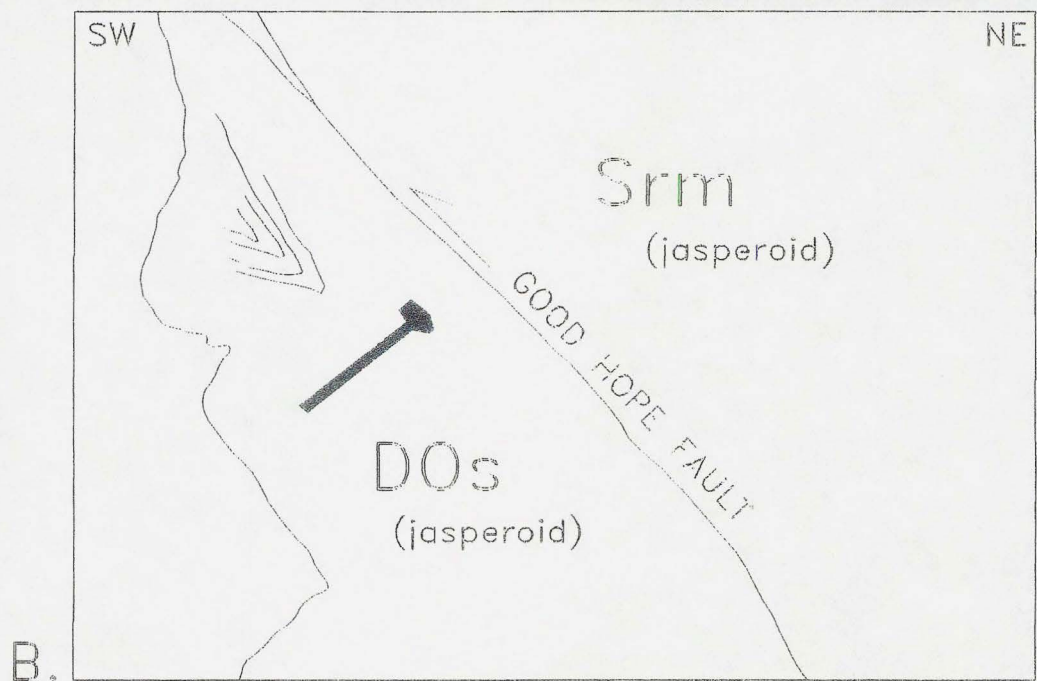 SW
NE
Srm
(jasperoid)
GOOD HOPE FAULT
DOs
(jasperoid)
B.